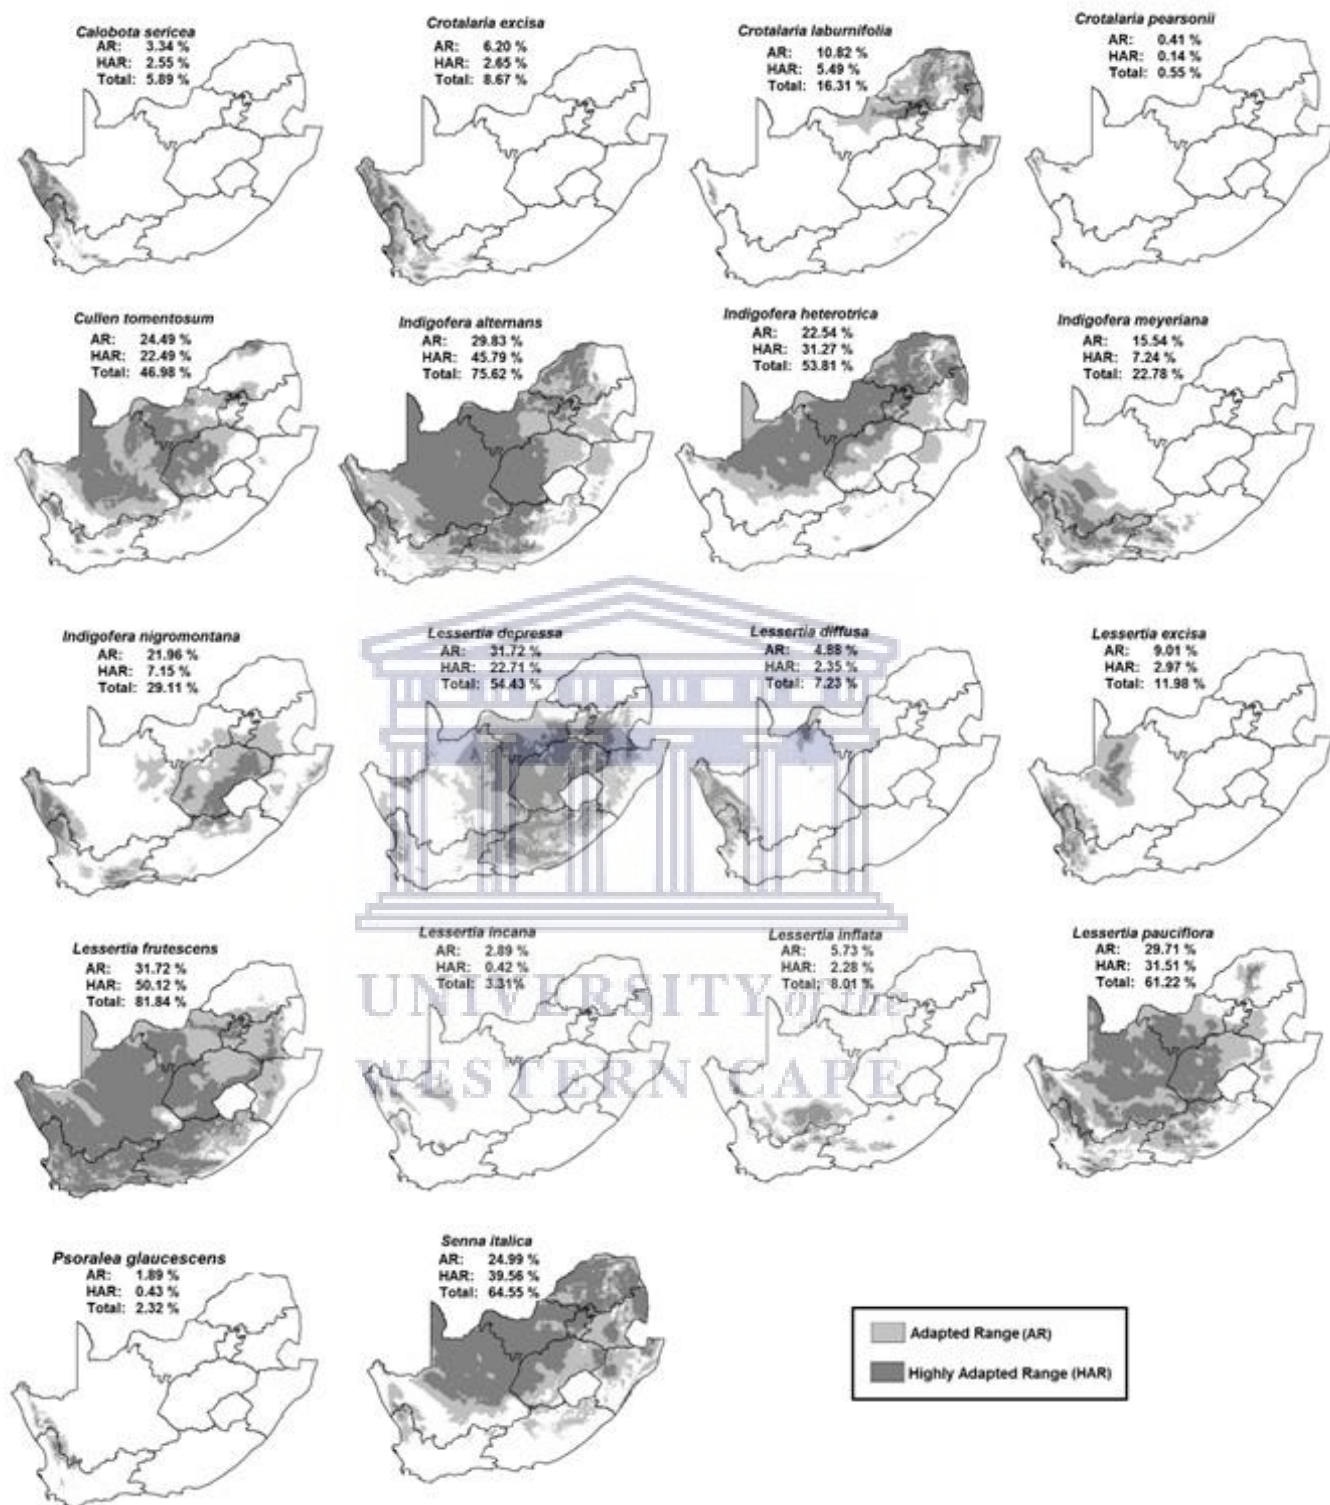 Calobota sericea
AR: 3.34 %
HAR: 2.55 %
Total: 5.89 %
Crotalaria excisa
AR: 6.20 %
HAR: 2.65 %
Total: 8.67 %
Crotalaria laburnifolia
AR: 10.82 %
HAR: 5.49 %
Total: 16.31 %
Crotalaria pearsonii
AR: 0.41 %
HAR: 0.14 %
Total: 0.55 %
Cullen tomentosum
AR: 24.49 %
HAR: 22.49 %
Total: 46.98 %
Indigofera alternans
AR: 29.83 %
HAR: 45.79 %
Total: 75.62 %
Indigofera heterotrica
AR: 22.54 %
HAR: 31.27 %
Total: 53.81 %
Indigofera meyeriana
AR: 15.54 %
HAR: 7.24 %
Total: 22.78 %
Indigofera nigromontana
AR: 21.96 %
HAR: 7.15 %
Total: 29.11 %
Lessertia depressa
AR: 31.72 %
HAR: 22.71 %
Total: 54.43 %
Lessertia diffusa
AR: 4.88 %
HAR: 2.35 %
Total: 7.23 %
Lessertia excisa
AR: 9.01 %
HAR: 2.97 %
Total: 11.98 %
Lessertia frutescens
AR: 31.72 %
HAR: 50.12 %
Total: 81.84 %
Lessertia incana
AR: 2.89 %
HAR: 0.42 %
Total: 3.31%
Lessertia inflata
AR: 5.73 %
HAR: 2.28 %
Total: 8.01 %
Lessertia pauciflora
AR: 29.71 %
HAR: 31.51 %
Total: 61.22 %
UNIVERSITY of the
WESTERN CAPE
Psoralea glaucescens
AR: 1.89 %
HAR: 0.43 %
Total: 2.32 %
Senna italica
AR: 24.99 %
HAR: 39.56 %
Total: 64.55 %
Adapted Range (AR)
Highly Adapted Range (HAR)